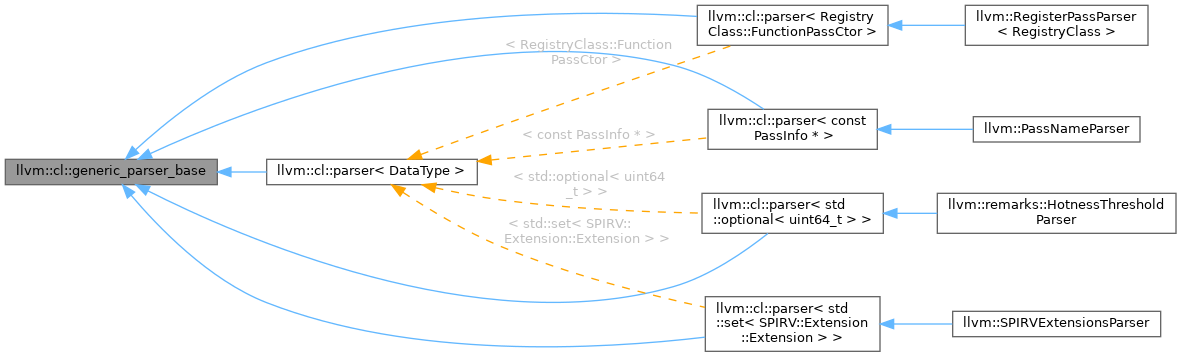 llvm::cl::parser< Registry
Class::FunctionPassCtor >
llvm::RegisterPassParser
< RegistryClass >
< RegistryClass::Function
PassCtor >
llvm::cl::parser< const
PassInfo * >
llvm::PassNameParser
< const PassInfo * >
llvm::cl::generic_parser_base
llvm::cl::parser< DataType >
< std::optional< uint64
_t > >
llvm::cl::parser< std
::optional< uint64_t > >
llvm::remarks::HotnessThreshold
Parser
< std::set< SPIRV::
Extension::Extension > >
llvm::cl::parser< std
::set< SPIRV::Extension
::Extension > >
llvm::SPIRVExtensionsParser